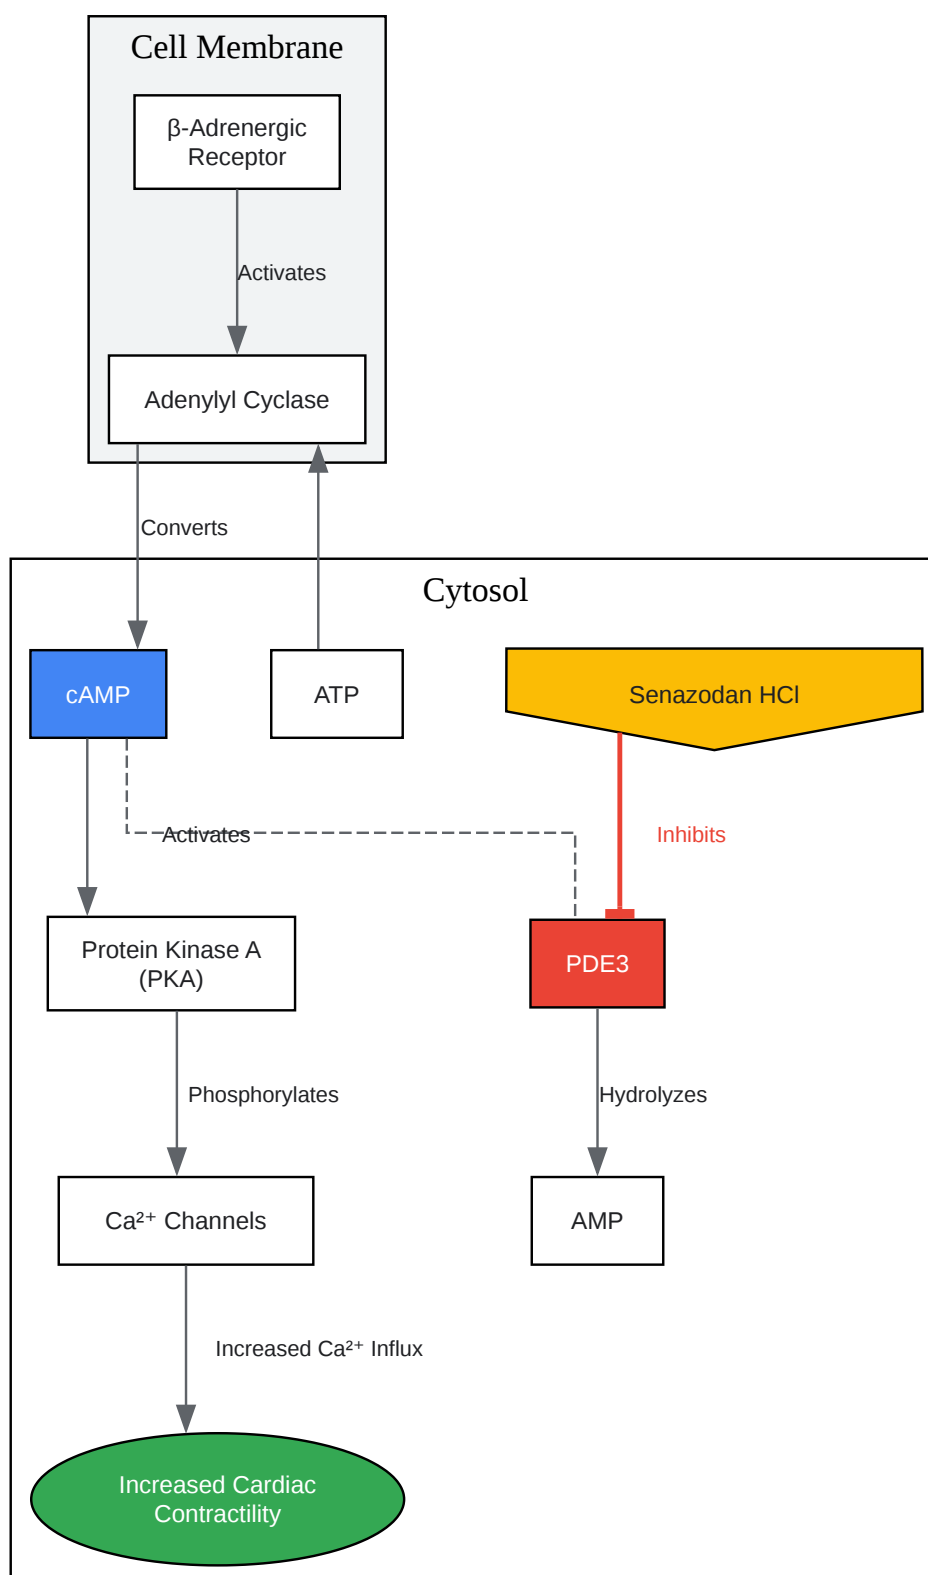 Cell Membrane
β-Adrenergic
Receptor
Activates
Adenylyl Cyclase
Converts
Cytosol
cAMP
ATP
Senazodan HCl
Activates
Inhibits
Protein Kinase A
(PKA)
PDE3
Phosphorylates
Hydrolyzes
Ca²⁺ Channels
AMP
Increased Ca²⁺ Influx
Increased Cardiac
Contractility